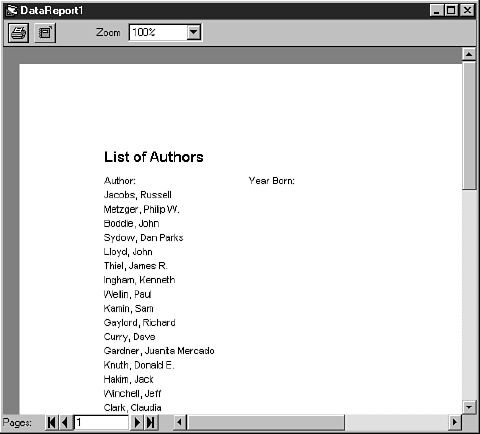 DataReport1
Zoom 100%
List of Authors
Author: Year Born:
Jacobs, Russell
Metzger, Philip W.
Boddie, John
Sydow, Dan Parks
Lloyd, John
Thiel, James R.
Ingham, Kenneth
Wellin, Paul
Kamin, Sam
Gaylord, Richard
Curry, Dave
Gardner, Juanita Mercado
Knuth, Donald E.
Hakim, Jack
Winchell, Jeff
Clark, Claudia
Pages: 1